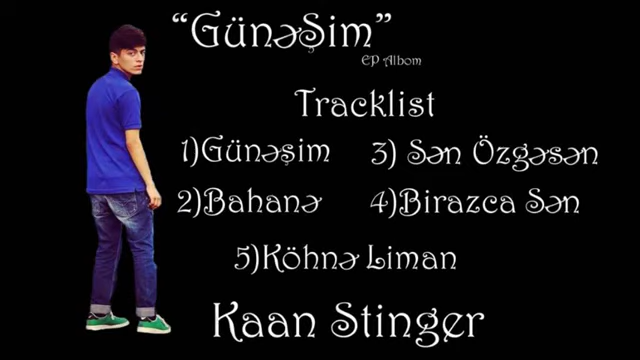 “GünəŞim”
EP Albom
Tracklist
1)Günəşim
2)Bahanə
3) Sən Özgəsən
4)Birazca Sən
5)Köhnə Liman
Kaan Stinger